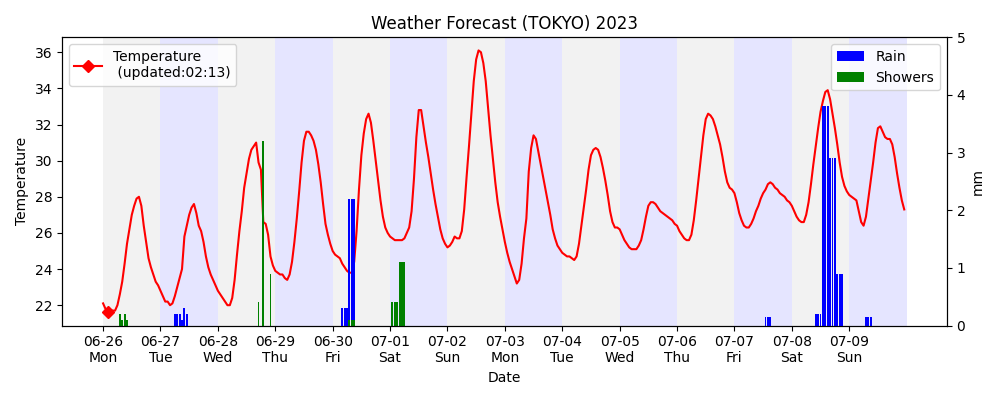 Weather Forecast (TOKYO) 2023
Temperature
(updated:02:13)
Rain
Showers
Temperature
36
34
32
30
28
26
24
22
5
4
3
2
1
0
mm
06-26 06-27 06-28 06-29 06-30 07-01 07-02 07-03 07-04 07-05 07-06 07-07 07-08 07-09
Mon Tue Wed Thu Fri Sat Sun Mon Tue Wed Thu Fri Sat Sun
Date